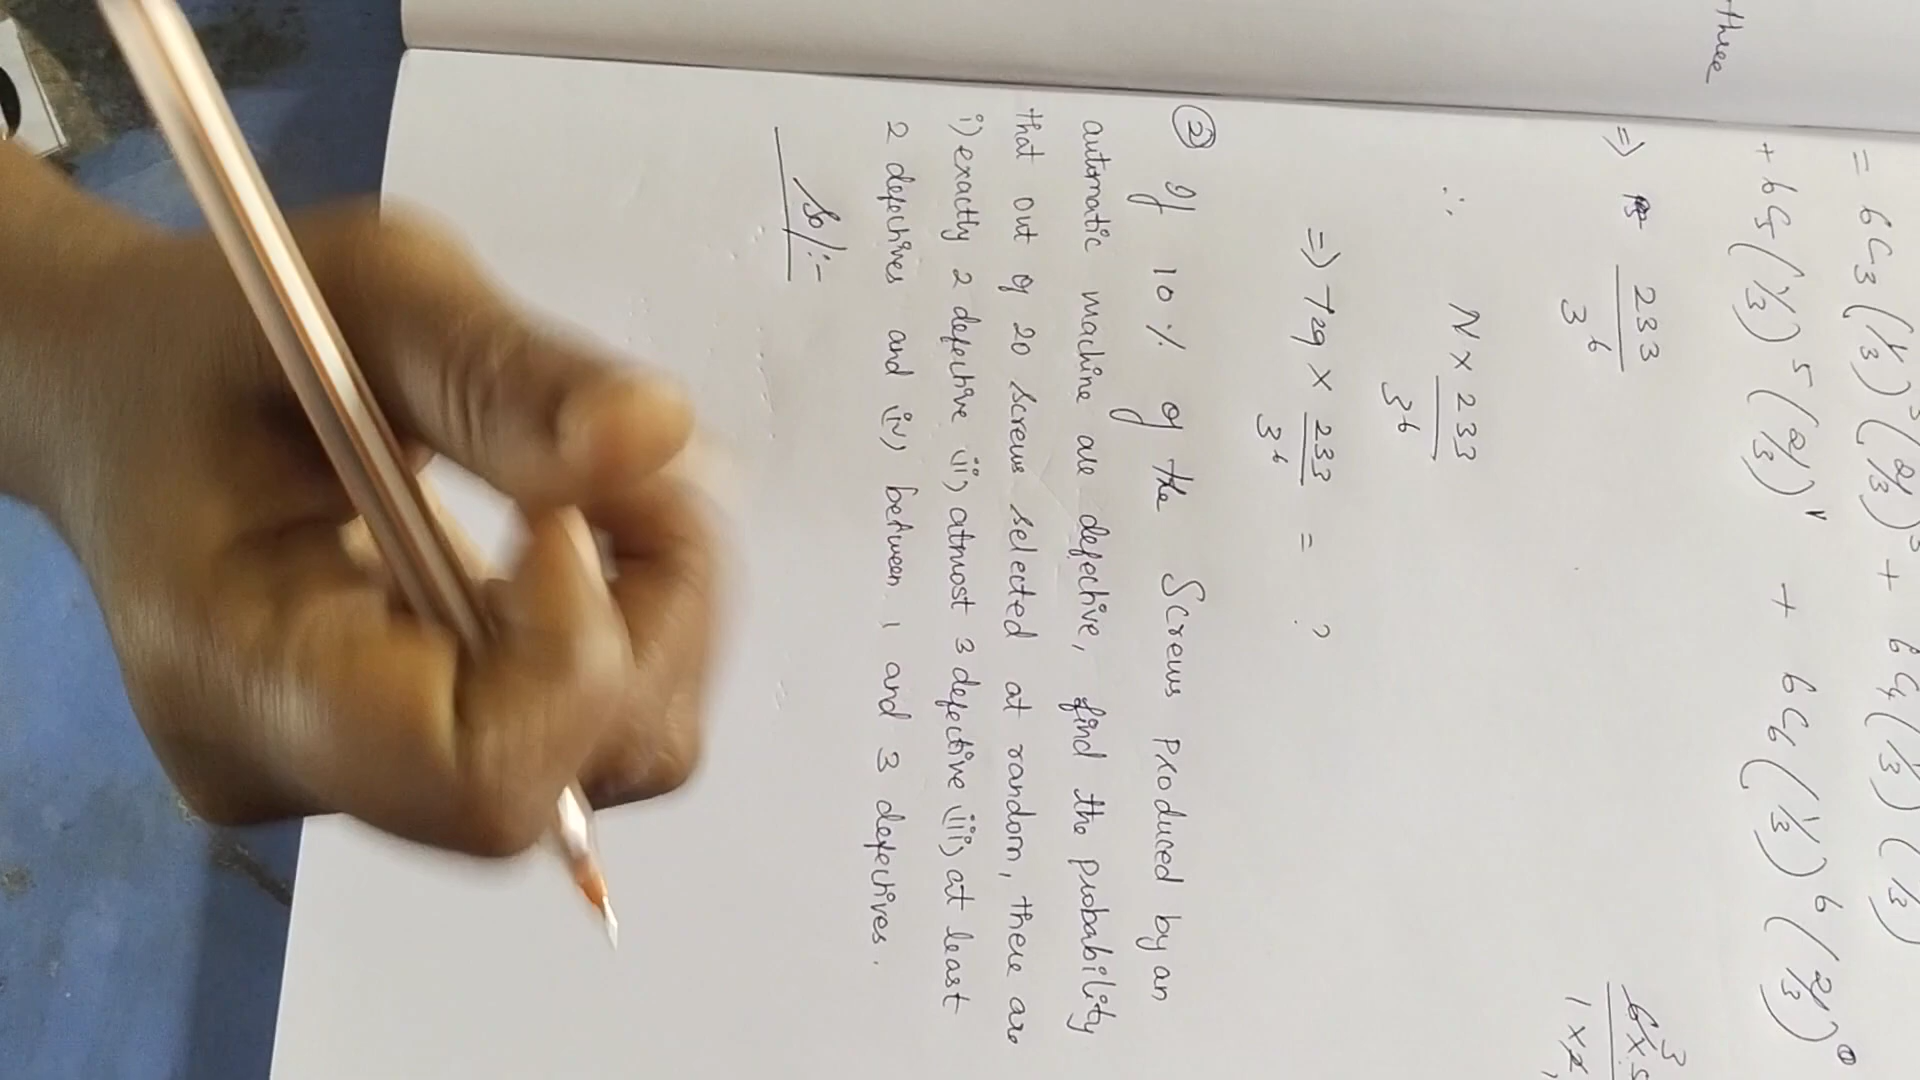 three
= 6C3 (1/3)^3 (2/3)^3 + 6C4 (1/3) (2/3)
+ 6C5 (1/3)^5 (2/3)^1 + 6C6 (1/3)^6 (2/3)^0
6x5
3
1x2
=> 233/3^6
∴ N x 233/3^6
=> 729 x 233/3^6 = ?
② If 10% of the Screws produced by an
automatic machine are defective, find the probability
that out of 20 screws selected at random, there are
i) exactly 2 defective ii) atmost 3 defective iii) at least
2 defectives and iv) between 1 and 3 defectives.
Sol:-